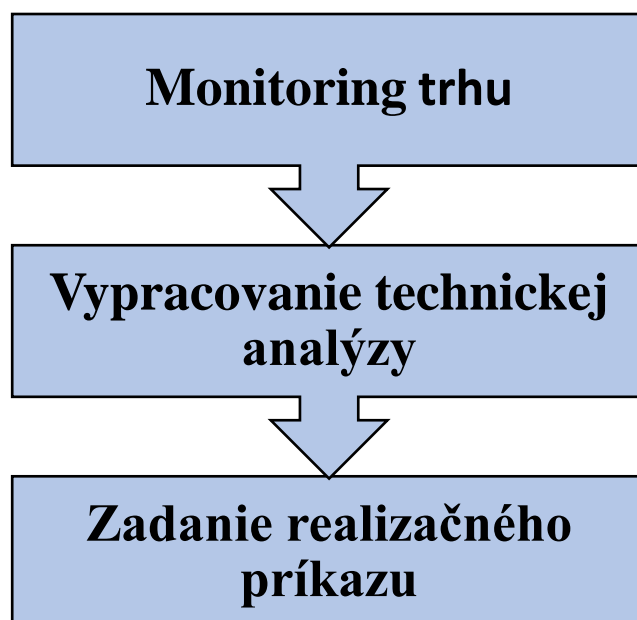 Monitoring trhu
Vypracovanie technickej
analýzy
Zadanie realizačného
príkazu